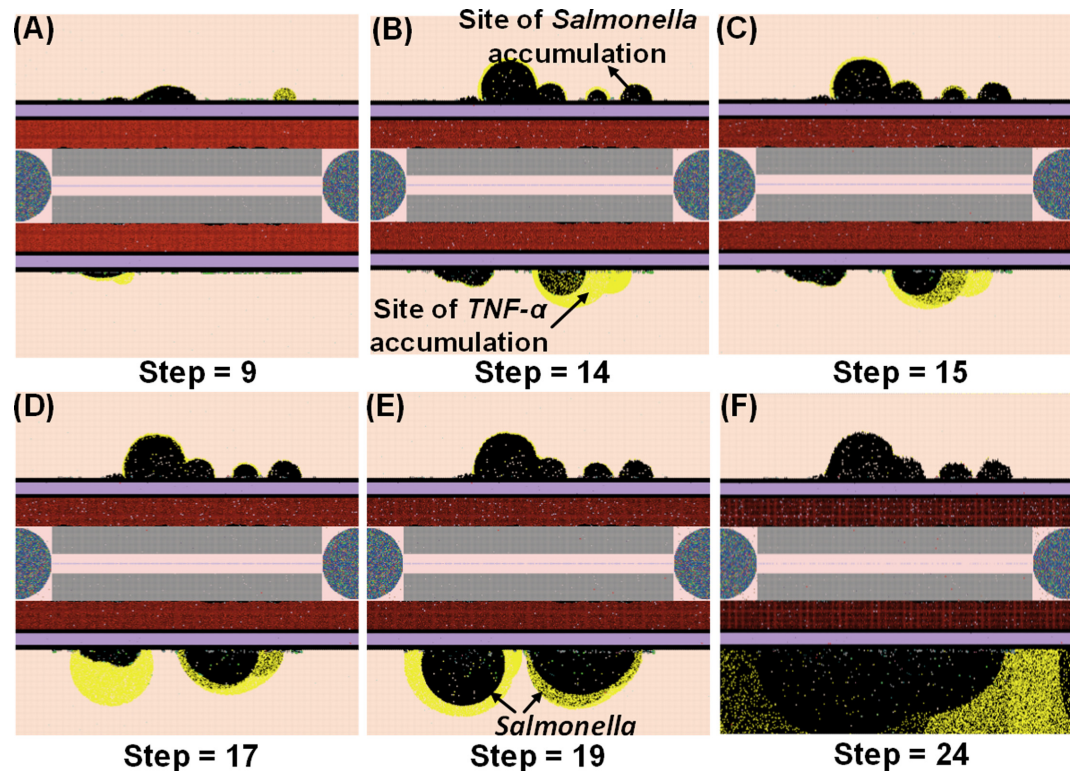 (A)
(B)
Site of Salmonella
accumulation
(C)
Site of TNF-α
accumulation
Step = 9
Step = 14
Step = 15
(D)
(E)
(F)
Salmonella
Step = 17
Step = 19
Step = 24